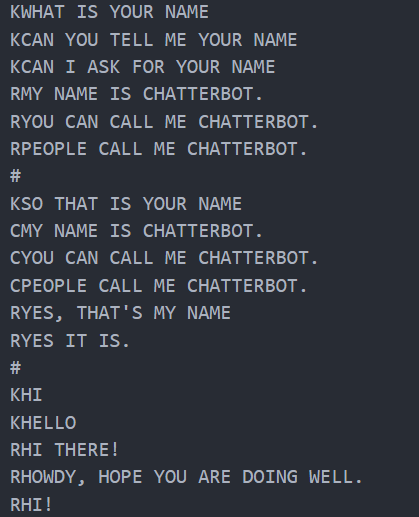 KWHAT IS YOUR NAME
KCAN YOU TELL ME YOUR NAME
KCAN I ASK FOR YOUR NAME
RMY NAME IS CHATTERBOT.
RYOU CAN CALL ME CHATTERBOT.
RPEOPLE CALL ME CHATTERBOT.
#
KSO THAT IS YOUR NAME
CMY NAME IS CHATTERBOT.
CYOU CAN CALL ME CHATTERBOT.
CPEOPLE CALL ME CHATTERBOT.
RYES, THAT'S MY NAME
RYES IT IS.
#
KHI
KHELLO
RHI THERE!
RHOWDY, HOPE YOU ARE DOING WELL.
RHI!